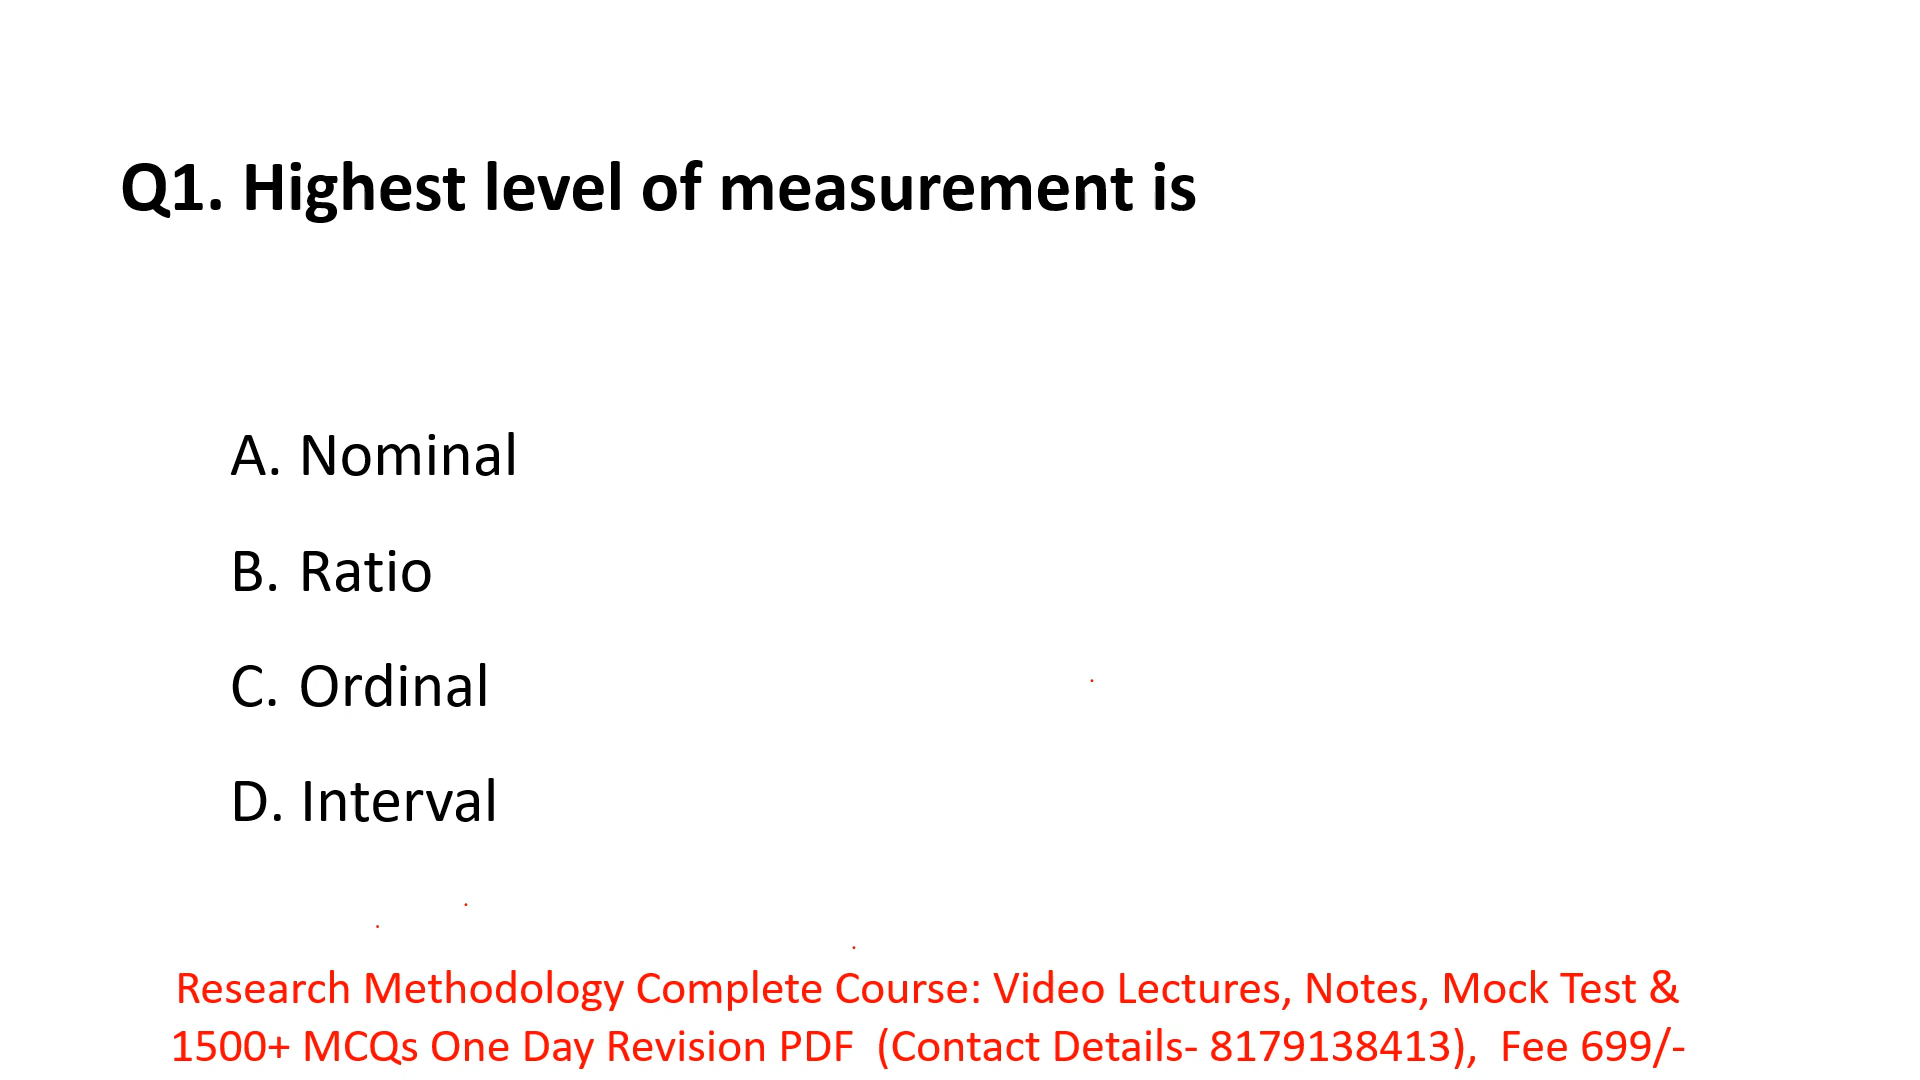 Q1. Highest level of measurement is
A. Nominal
B. Ratio
C. Ordinal
D. Interval
Research Methodology Complete Course: Video Lectures, Notes, Mock Test &
1500+ MCQs One Day Revision PDF  (Contact Details- 8179138413),  Fee 699/-